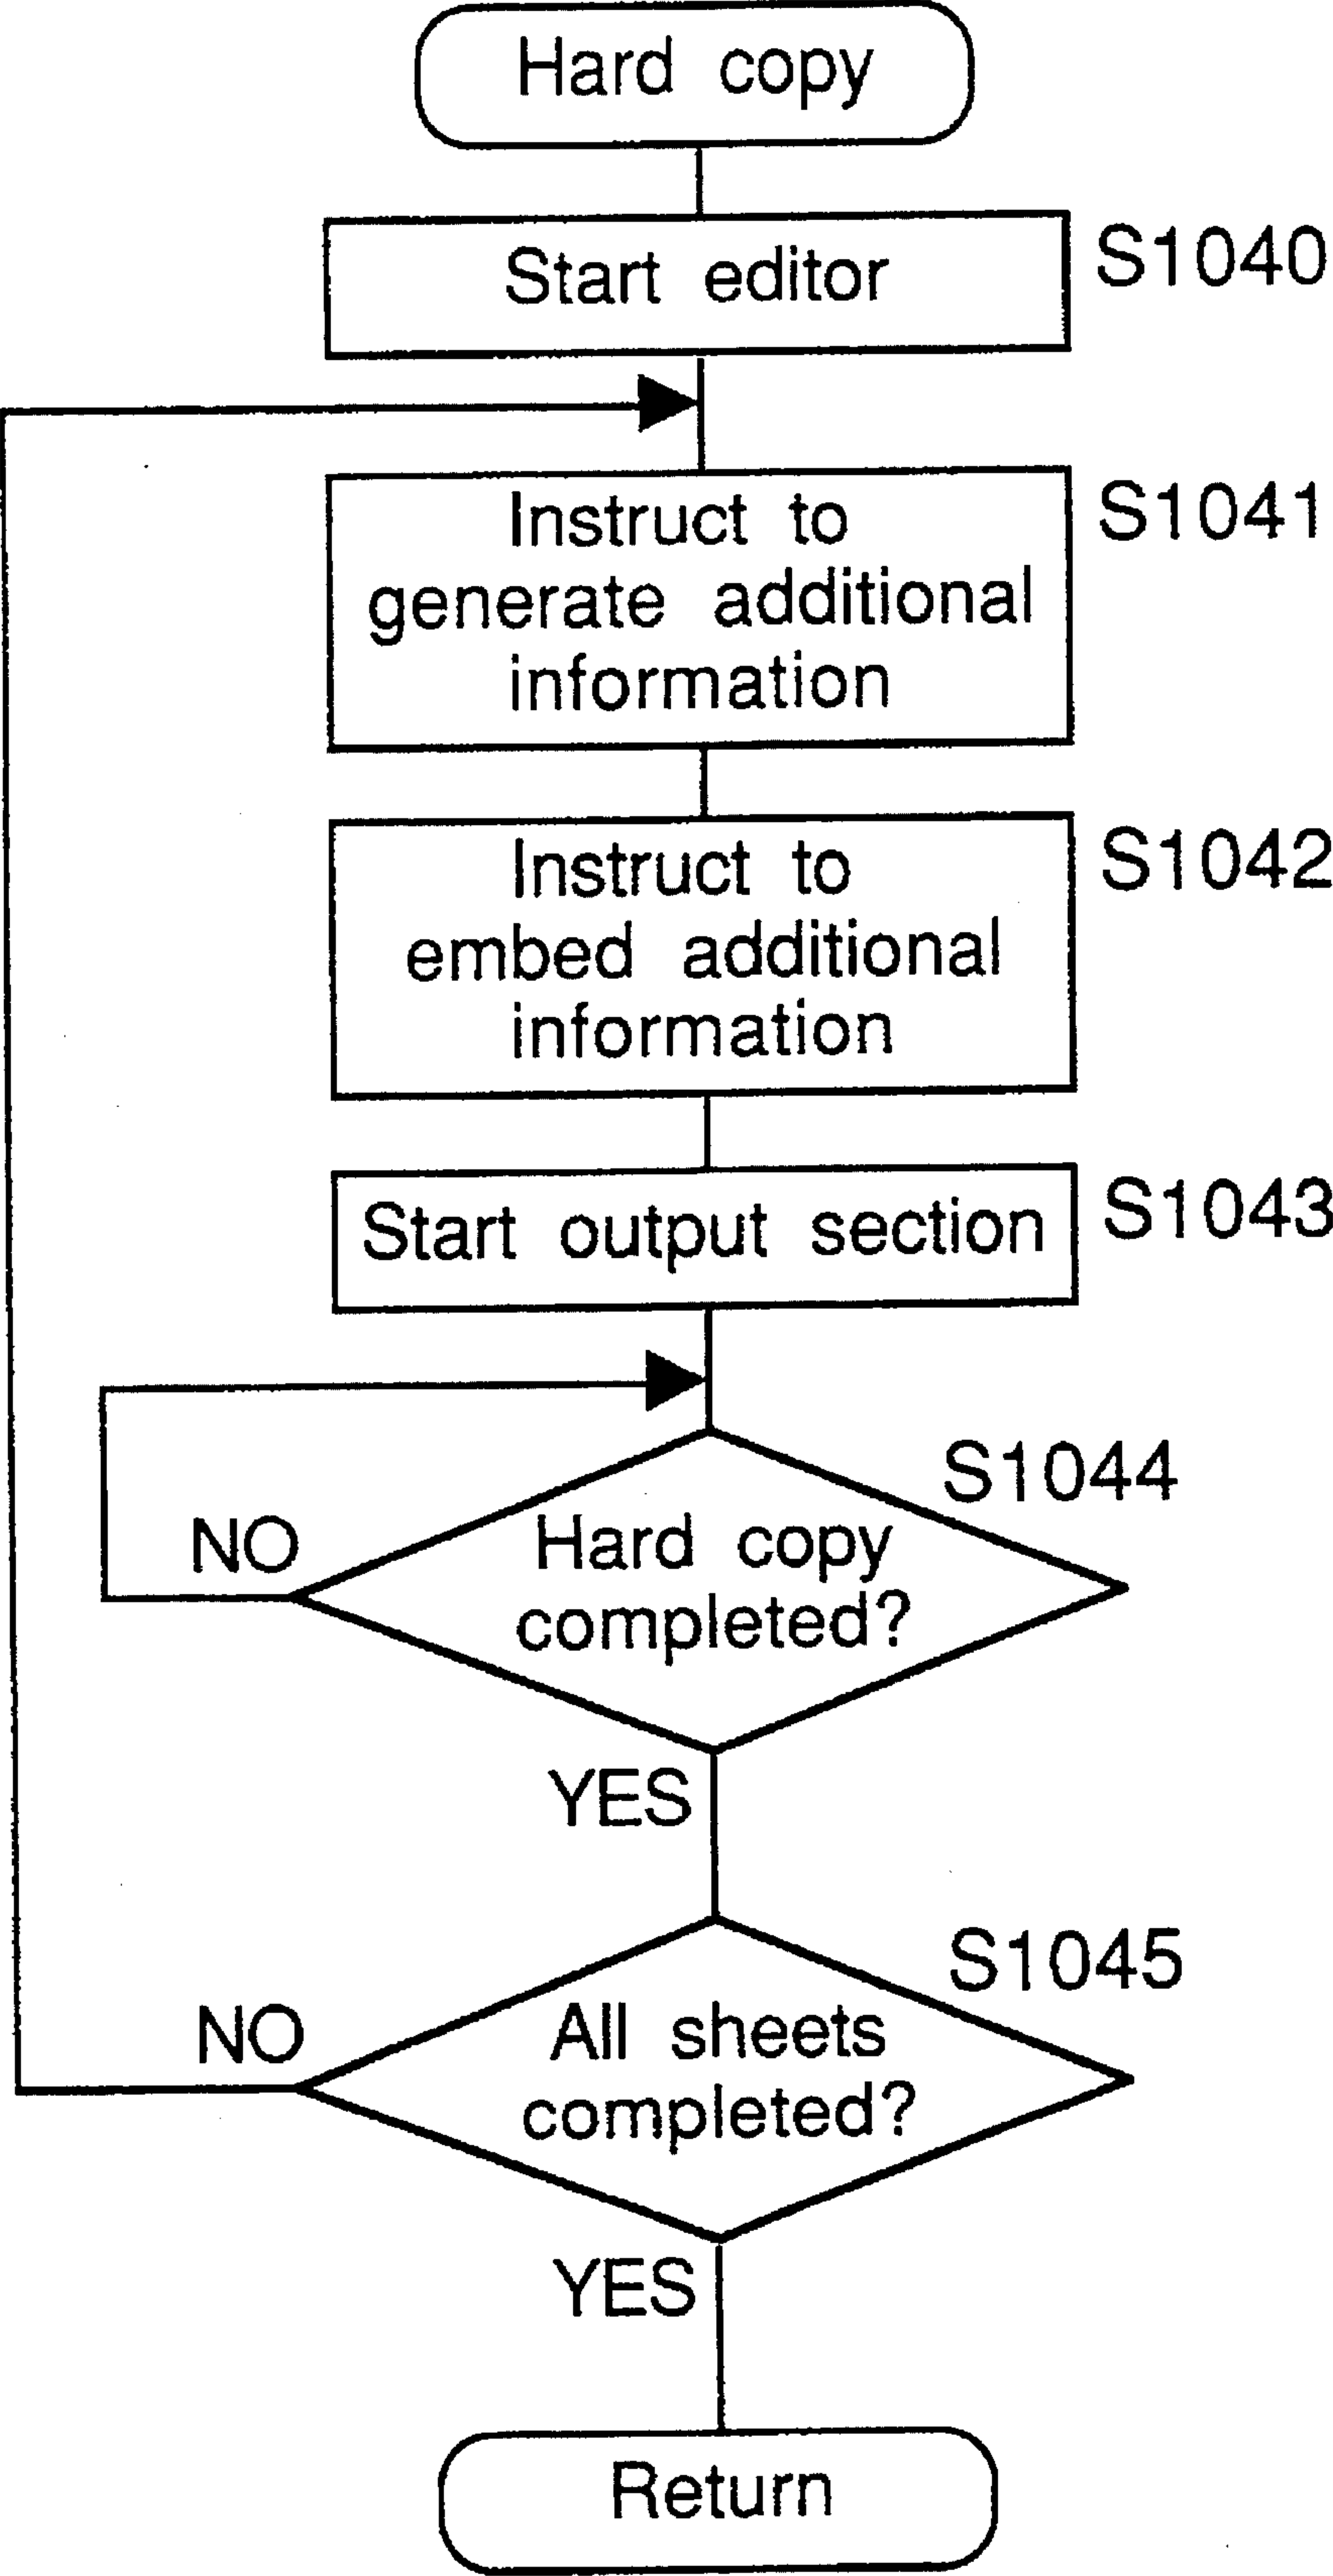 Hard copy
Start editor
S1040
Instruct to
generate additional
information
S1041
Instruct to
embed additional
information
S1042
Start output section
S1043
Hard copy
completed?
S1044
NO
YES
All sheets
completed?
S1045
NO
YES
Return